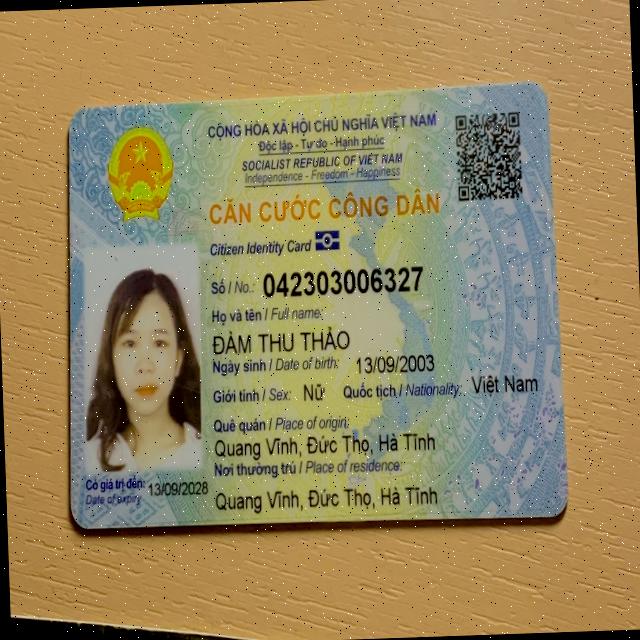 CỘNG HÒA XÃ HỘI CHỦ NGHĨA VIỆT NAM
Độc lập - Tự do - Hạnh phúc
SOCIALIST REPUBLIC OF VIET NAM
Independence - Freedom - Happiness
CĂN CƯỚC CÔNG DÂN
Citizen Identity Card
Số / No.: 042303006327
Họ và tên / Full name:
ĐÀM THU THẢO
Ngày sinh / Date of birth: 13/09/2003
Giới tính / Sex: Nữ Quốc tịch / Nationality: Việt Nam
Quê quán / Place of origin:
Quang Vĩnh, Đức Thọ, Hà Tĩnh
Nơi thường trú / Place of residence:
Quang Vĩnh, Đức Thọ, Hà Tĩnh
Có giá trị đến: 13/09/2028
Date of expiry